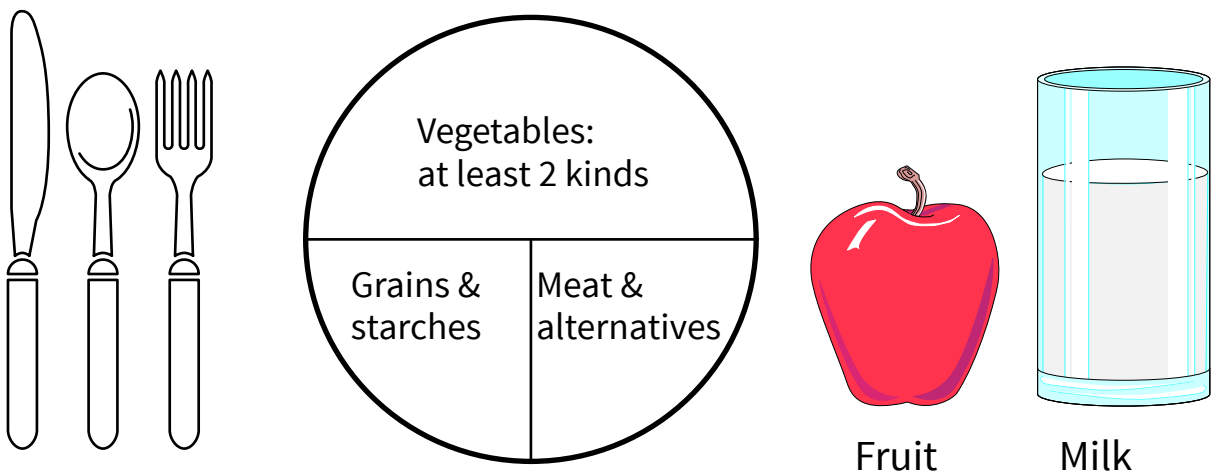 Vegetables:
at least 2 kinds
Grains &
starches
Meat &
alternatives
Fruit
Milk